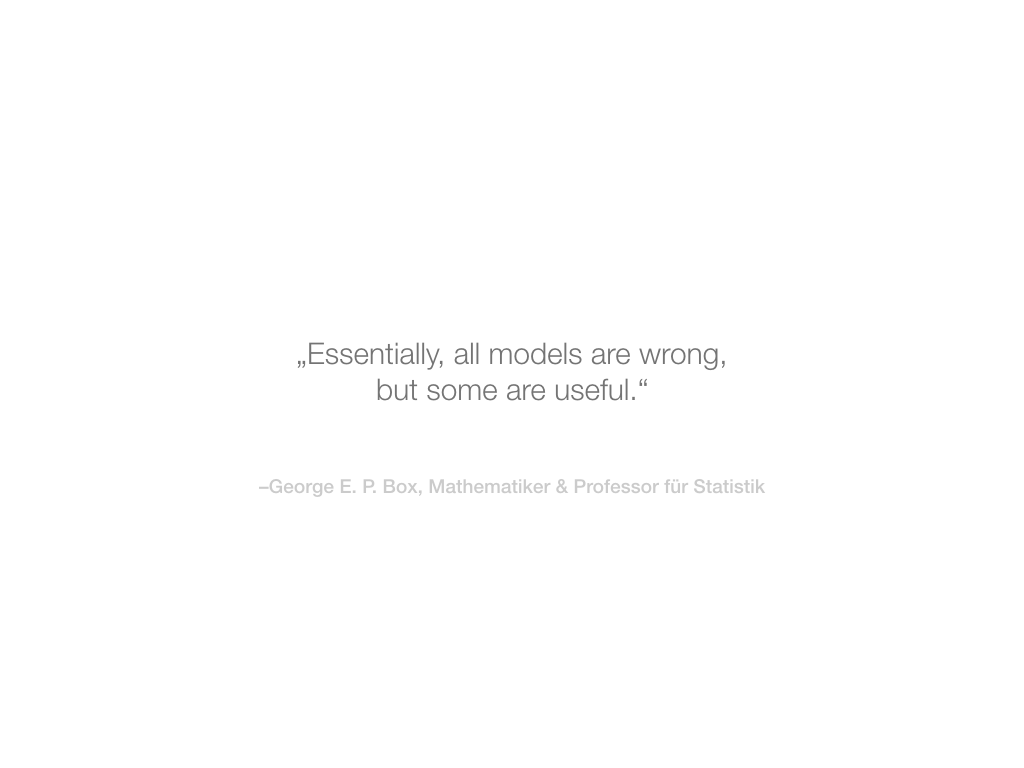 „Essentially, all models are wrong,
but some are useful.“
–George E. P. Box, Mathematiker & Professor für Statistik